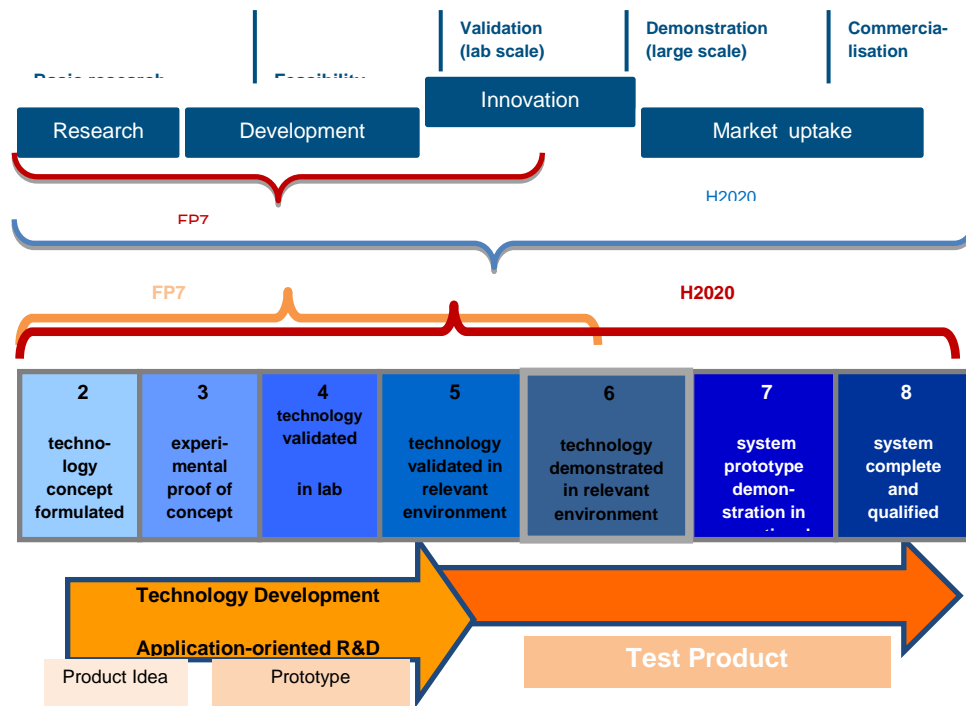 Validation
(lab scale)
Demonstration
(large scale)
Commercia-
lisation
Basic research
Feasibility
Innovation
Research
Development
Market uptake
H2020
FP7
FP7
H2020
2
techno-
logy
concept
formulated
3
experi-
mental
proof of
concept
4
technology
validated
in lab
5
technology
validated in
relevant
environment
6
technology
demonstrated
in relevant
environment
7
system
prototype
demon-
stration in
8
system
complete
and
qualified
Technology Development
Application-oriented R&D
Product Idea
Prototype
Test Product